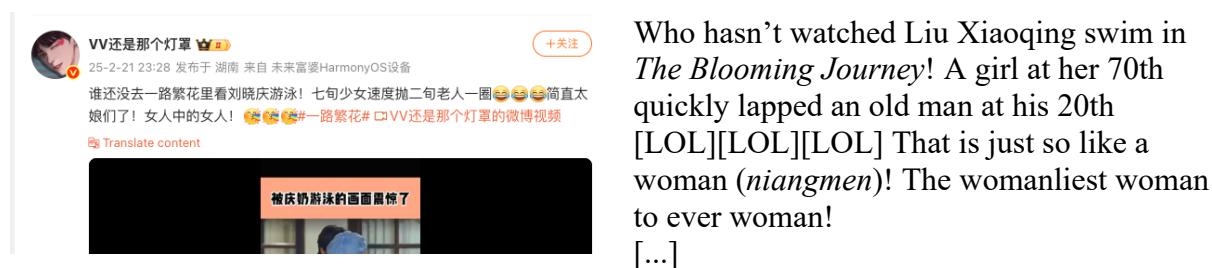 VV还是那个灯罩
+关注
25-2-21 23:28 发布于 湖南 来自 未来富婆HarmonyOS设备
谁还没去一路繁花里看刘晓庆游泳！七旬少女速度抛二旬老人一圈😂😂😂简直太
娘们了！女人中的女人！🥳🥳🥳#一路繁花# VV还是那个灯罩的微博视频
Translate content
被庆奶游泳的画面震惊了
Who hasn’t watched Liu Xiaoqing swim in
The Blooming Journey! A girl at her 70th
quickly lapped an old man at his 20th
[LOL][LOL][LOL] That is just so like a
woman (niangmen)! The womanliest woman
to ever woman!
[...]